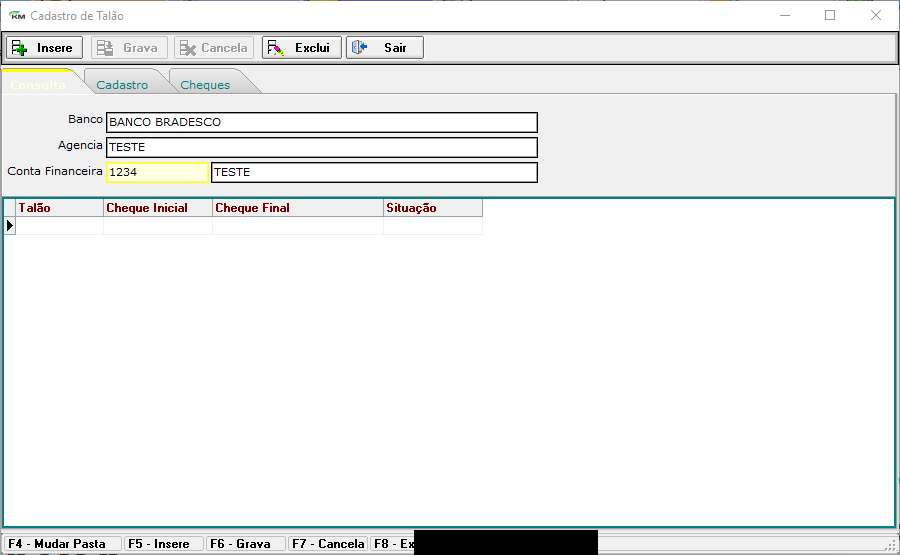 KM Cadastro de Talão
Insere Grava Cancela Exclui Sair
Consulta Cadastro Cheques
Banco BANCO BRADESCO
Agencia TESTE
Conta Financeira 1234 TESTE
Talão Cheque Inicial Cheque Final Situação
F4 - Mudar Pasta F5 - Insere F6 - Grava F7 - Cancela F8 - Ex